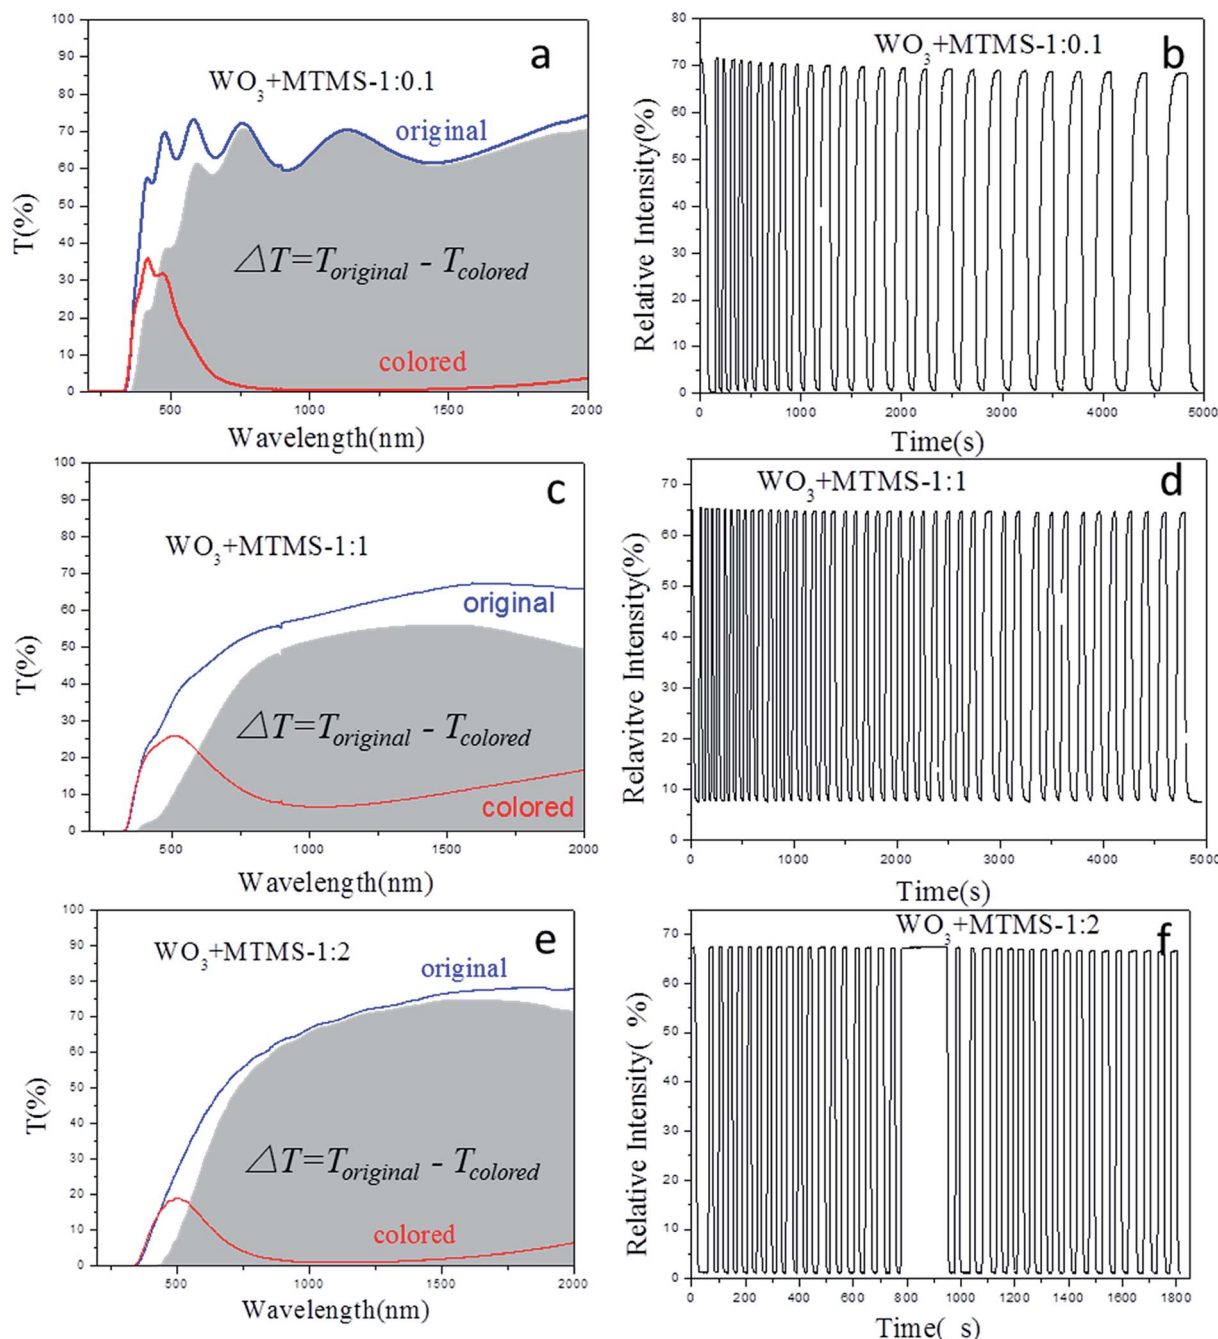 a
WO3+MTMS-1:0.1
original
△T=Toriginal - Tcolored
colored
T(%)
100
90
80
70
60
50
40
30
20
10
0
500
1000
1500
2000
Wavelength(nm)
b
WO3+MTMS-1:0.1
Relative Intensity(%)
80
70
60
50
40
30
20
10
0
0
1000
2000
3000
4000
5000
Time(s)
c
WO3+MTMS-1:1
original
△T=Toriginal - Tcolored
colored
T(%)
100
90
80
70
60
50
40
30
20
10
0
500
1000
1500
2000
Wavelength(nm)
d
WO3+MTMS-1:1
Relavitve Intensity(%)
70
60
50
40
30
20
10
0
0
1000
2000
3000
4000
5000
Time(s)
e
WO3+MTMS-1:2
original
△T=Toriginal - Tcolored
colored
T(%)
100
90
80
70
60
50
40
30
20
10
0
500
1000
1500
2000
Wavelength(nm)
f
WO3+MTMS-1:2
Relative Intensity( %)
70
60
50
40
30
20
10
0
0
200
400
600
800
1000
1200
1400
1600
1800
Time( s)